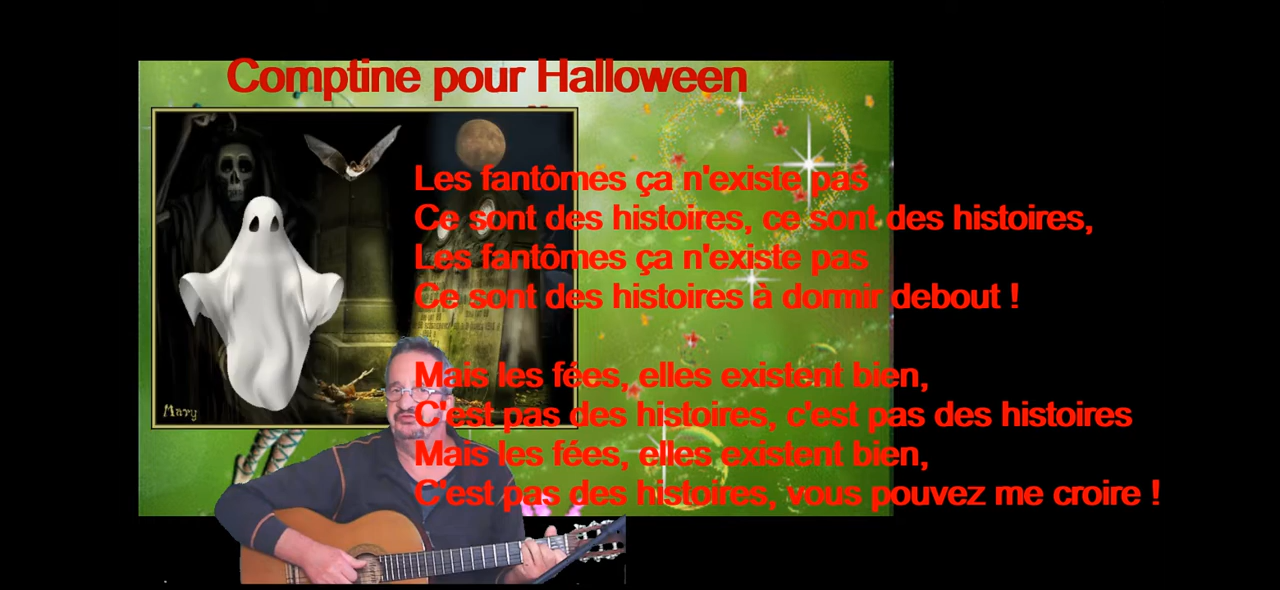 Comptine pour Halloween
Les fantômes ça n'existe pas
Ce sont des histoires, ce sont des histoires,
Les fantômes ça n'existe pas
Ce sont des histoires à dormir debout !
Mais les fées, elles existent bien,
C'est pas des histoires, c'est pas des histoires
Mais les fées, elles existent bien,
C'est pas des histoires, vous pouvez me croire !
Mary